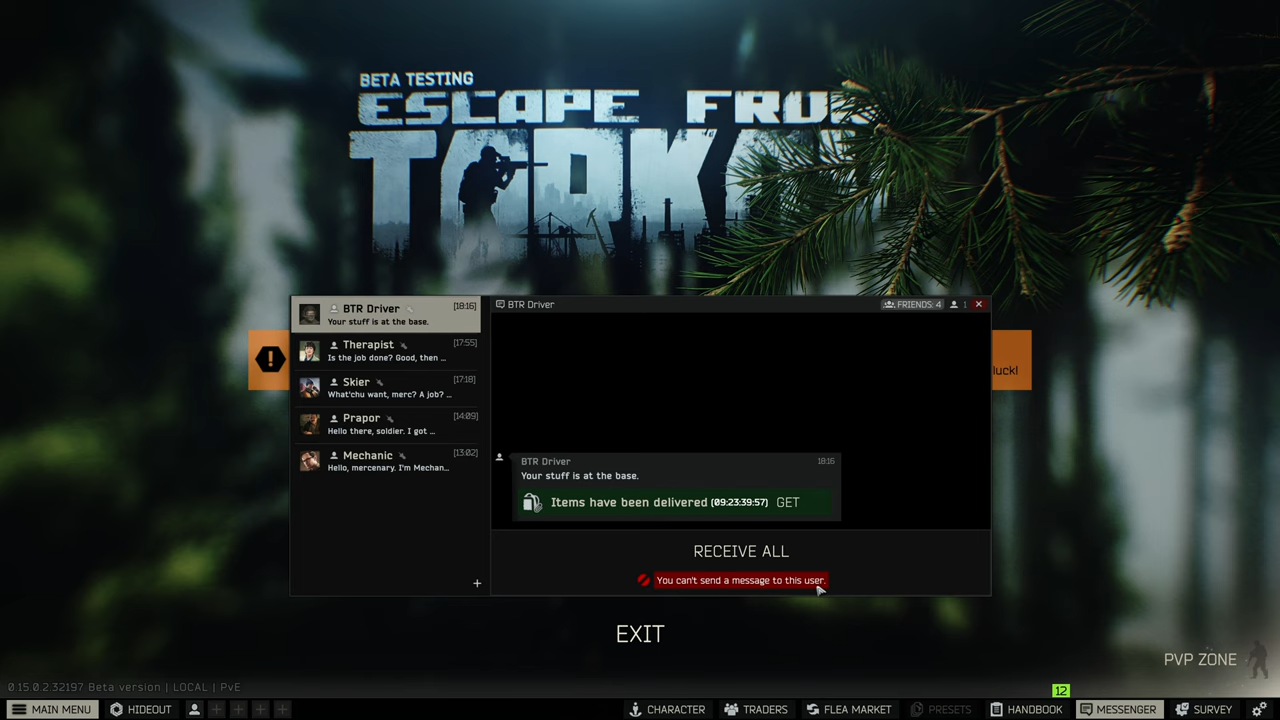 BETA TESTING
ESCAPE FROM
TARKOV
BTR Driver [18:16]
Your stuff is at the base.
Therapist [17:55]
Is the job done? Good, then ...
Skier [17:18]
What'chu want, merc? A job? ...
Prapor [14:09]
Hello there, soldier. I got ...
Mechanic [13:02]
Hello, mercenary. I'm Mechan...
+
BTR Driver
FRIENDS: 4
1
luck!
BTR Driver 18:16
Your stuff is at the base.
Items have been delivered (09:23:39:57) GET
RECEIVE ALL
You can't send a message to this user.
EXIT
PVP ZONE
0.15.0.2.32197 Beta version | LOCAL | PvE
12
MAIN MENU
HIDEOUT
CHARACTER
TRADERS
FLEA MARKET
PRESETS
HANDBOOK
MESSENGER
SURVEY